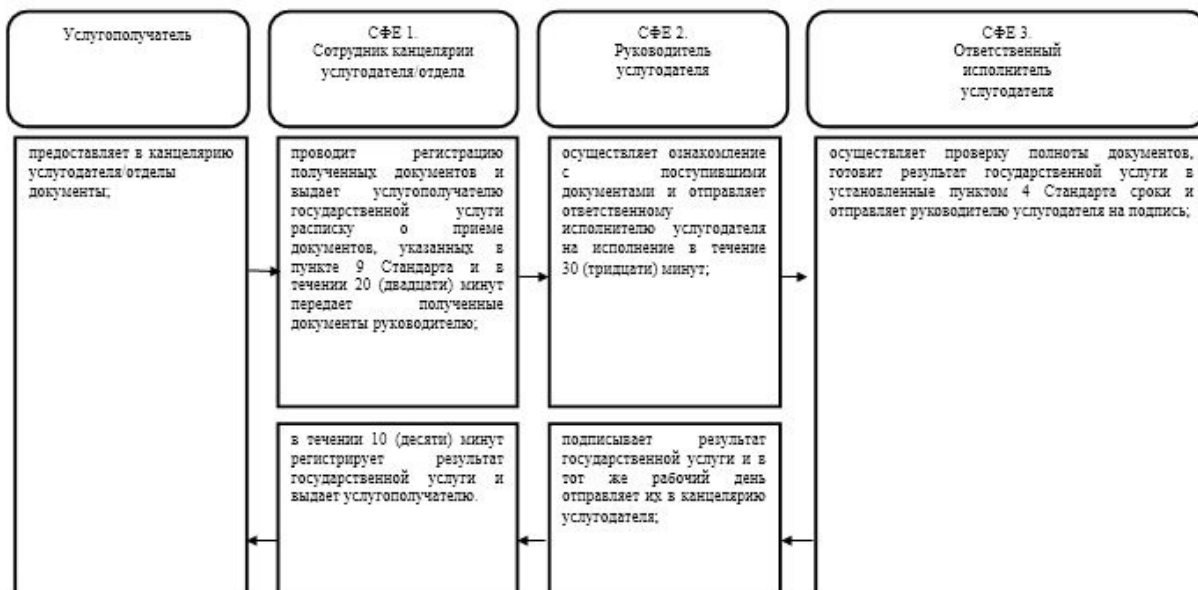 Услугополучатель
СФЕ 1.
Сотрудник канцелярии
услугодателя/отдела
СФЕ 2.
Руководитель
услугодателя
СФЕ 3.
Ответственный
исполнитель
услугодателя
предоставляет в канцелярию
услугодателя/отделы
документы;
проводит регистрацию
полученных документов и
выдает услугополучателю
государственной услуги
расписку о приеме
документов, указанных в
пункте 9 Стандарта и в
течении 20 (двадцати) минут
передает полученные
документы руководителю;
осуществляет ознакомление
с поступившими
документами и отправляет
ответственному
исполнителю услугодателя
на исполнение в течение
30 (тридцати) минут;
осуществляет проверку полноты документов,
готовит результат государственной услуги в
установленные пунктом 4 Стандарта сроки и
отправляет руководителю услугодателя на подпись;
в течении 10 (десяти) минут
регистрирует результат
государственной услуги и
выдает услугополучателю.
подписывает результат
государственной услуги и в
тот же рабочий день
отправляет их в канцелярию
услугодателя;